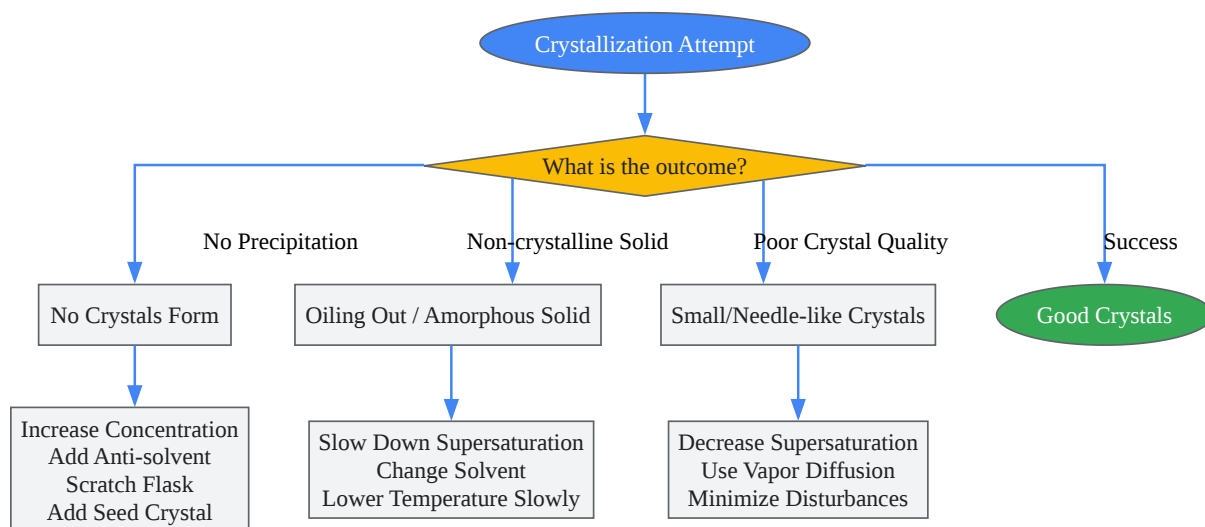 Crystallization Attempt
What is the outcome?
No Precipitation
Non-crystalline Solid
Poor Crystal Quality
Success
No Crystals Form
Oiling Out / Amorphous Solid
Small/Needle-like Crystals
Good Crystals
Increase Concentration
Add Anti-solvent
Scratch Flask
Add Seed Crystal
Slow Down Supersaturation
Change Solvent
Lower Temperature Slowly
Decrease Supersaturation
Use Vapor Diffusion
Minimize Disturbances